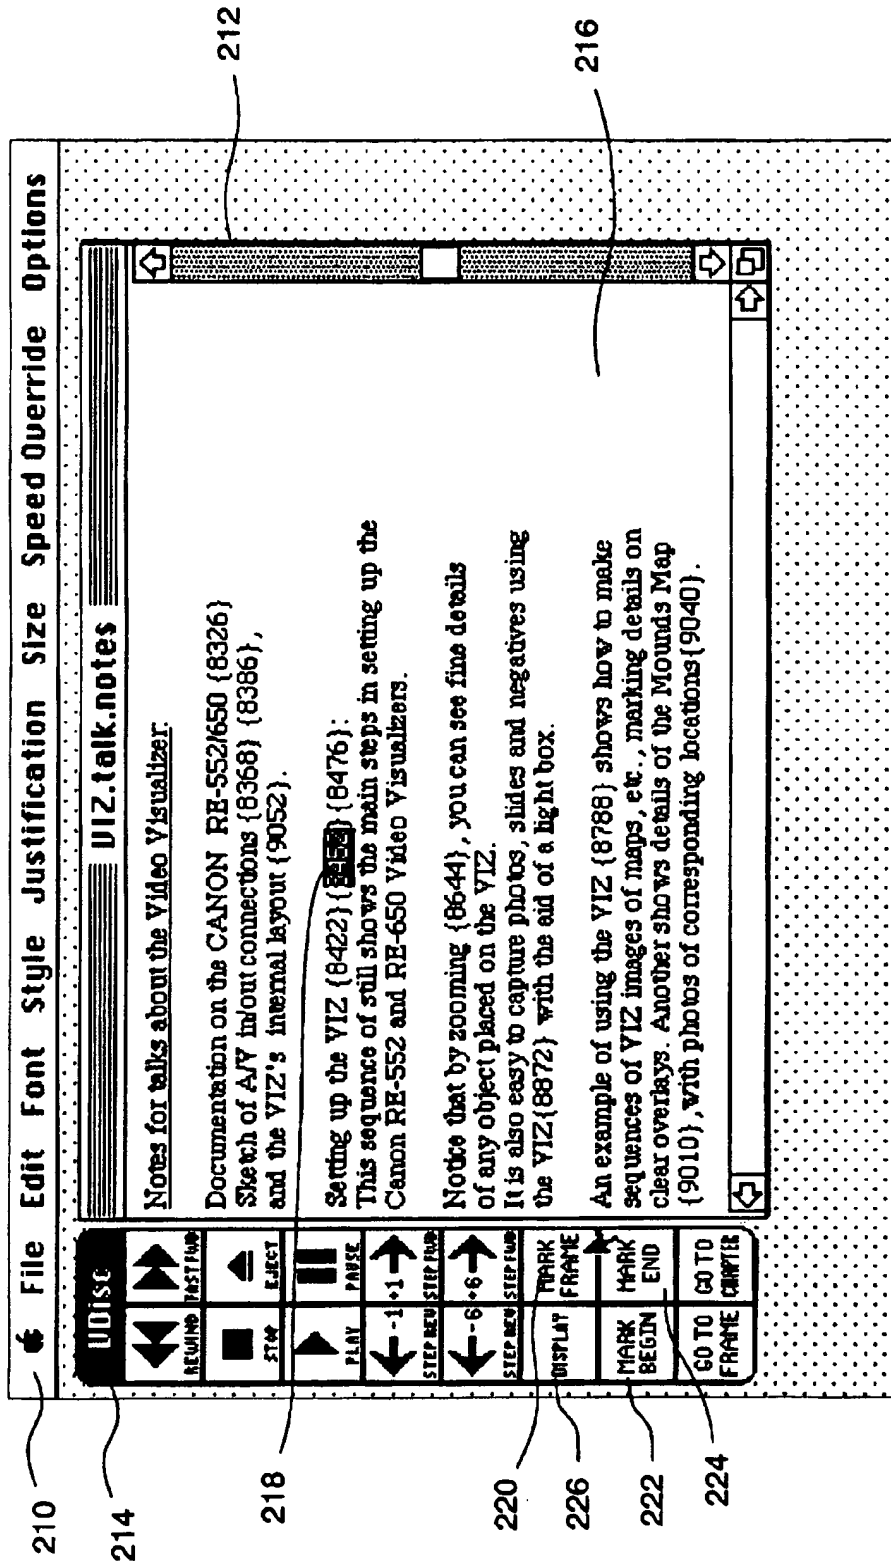 File Edit Font Style Justification Size Speed Override Options
VDisc
VIZ.talk.notes
REWIND FAST FWD
STOP EJECT
PLAY PAUSE
-1 +1
STEP REV STEP FWD
-6 +6
STEP REV STEP FWD
DISPLAY MARK FRAME
MARK BEGIN MARK END
GO TO FRAME GO TO CHAPTER
Notes for talks about the Video Visualizer:
Documentation on the CANON RE-552/650 {8326}
Sketch of A/V in/out connections {8368} {8386},
and the VIZ's internal layout {9052}.
Setting up the VIZ {8422}{ }{8476}:
This sequence of still shows the main steps in setting up the
Canon RE-552 and RE-650 Video Visualizers.
Notice that by zooming {8644}, you can see fine details
of any object placed on the VIZ.
It is also easy to capture photos, slides and negatives using
the VIZ{8872} with the aid of a light box.
An example of using the VIZ {8788} shows how to make
sequences of VIZ images of maps, etc., marking details on
clear overlays. Another shows details of the Mounds Map
{9010}, with photos of corresponding locations{9040}.
210
214
218
220
226
222
224
212
216